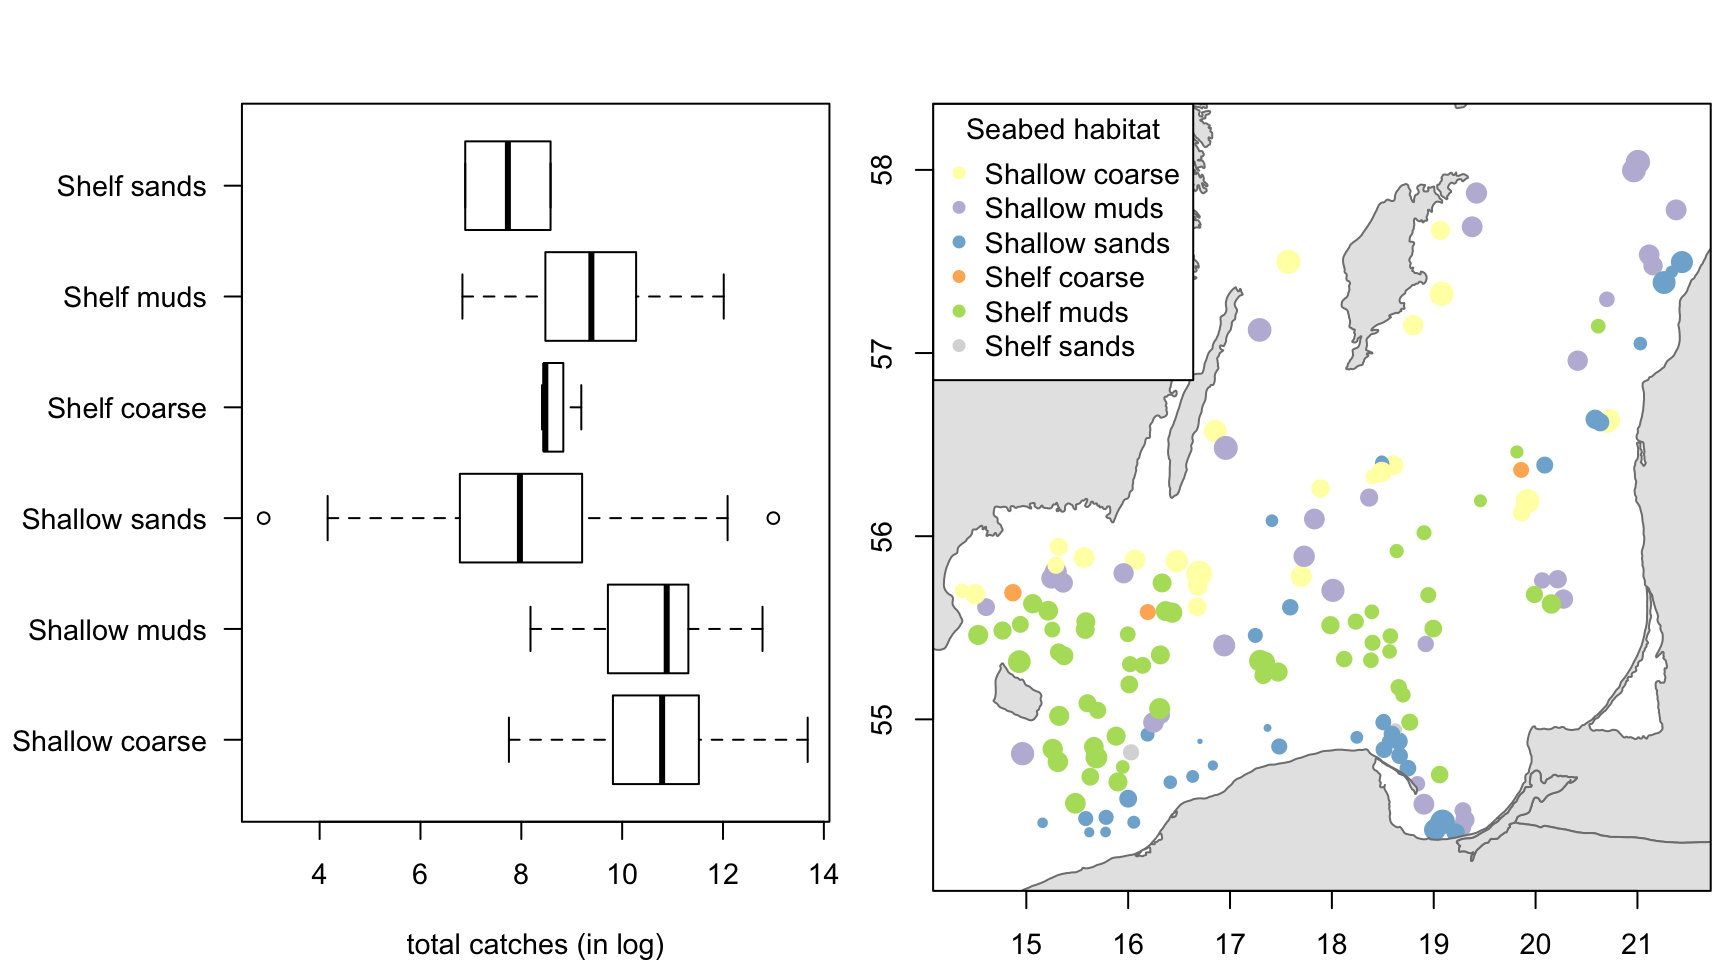 Shelf sands
Shelf muds
Shelf coarse
Shallow sands
Shallow muds
Shallow coarse
4 6 8 10 12 14
total catches (in log)
Seabed habitat
Shallow coarse
Shallow muds
Shallow sands
Shelf coarse
Shelf muds
Shelf sands
58
57
56
55
15 16 17 18 19 20 21